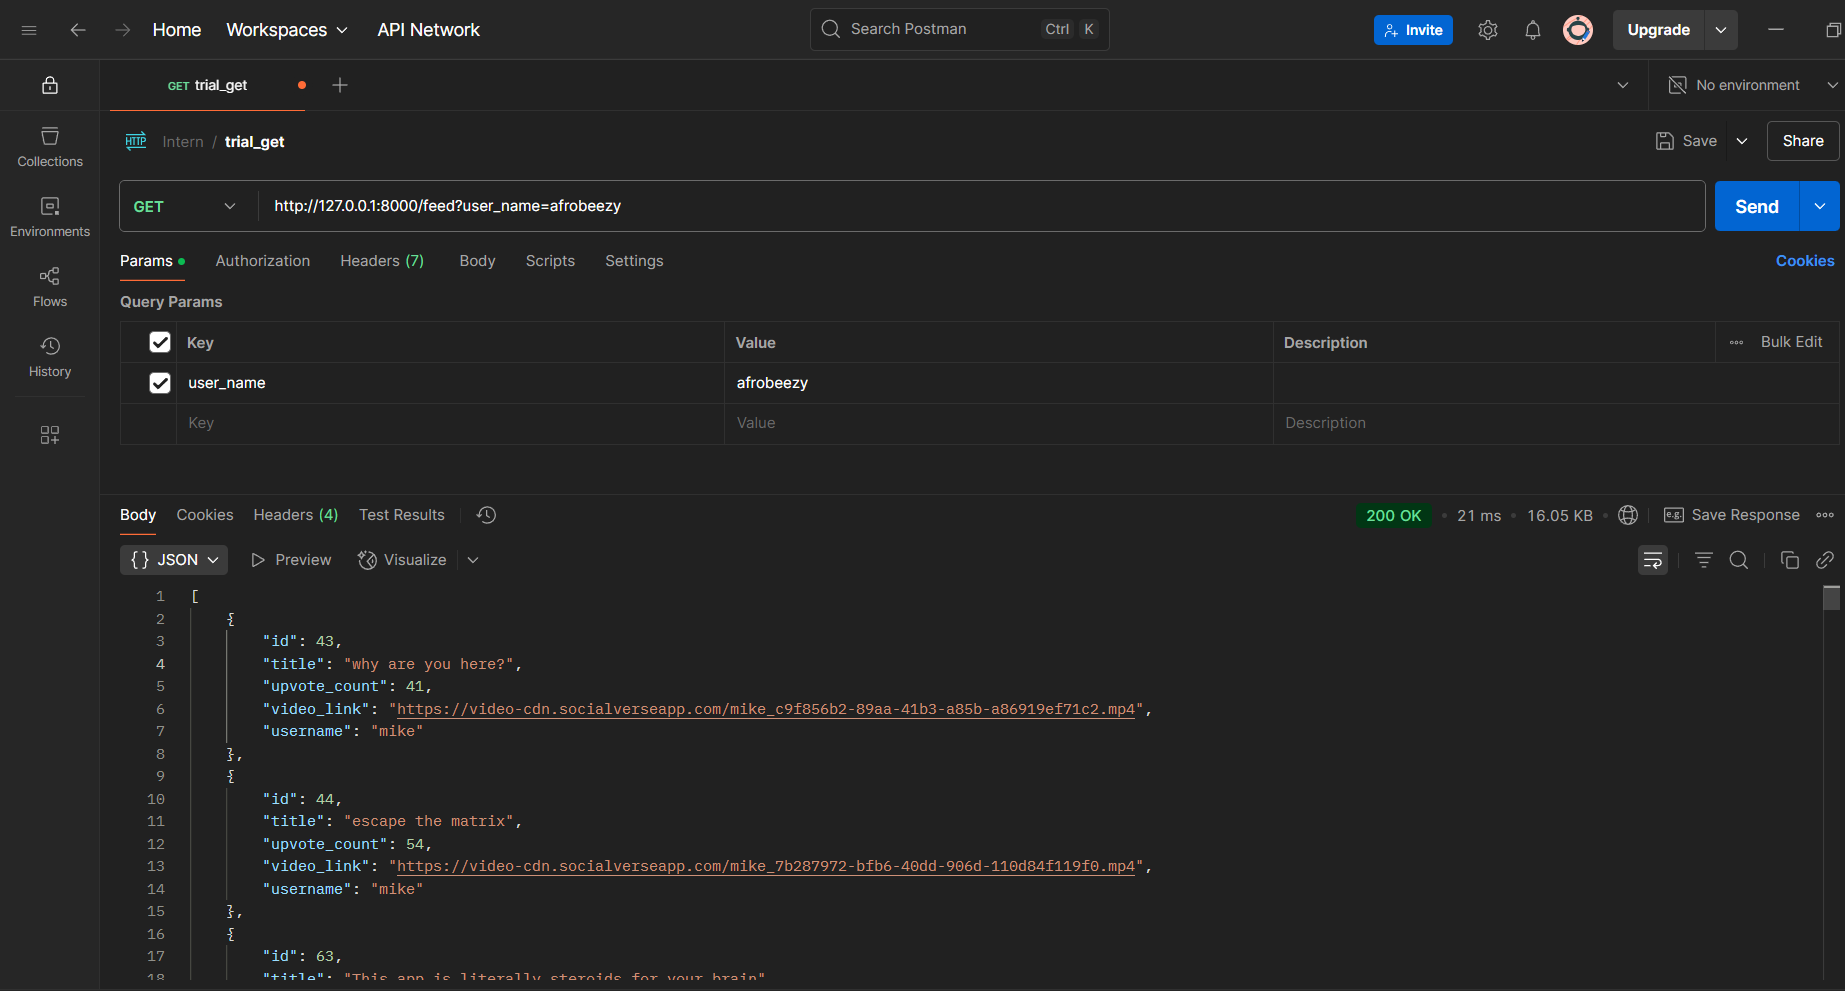 Home Workspaces API Network Search Postman Ctrl K Invite Upgrade
GET trial_get No environment
Collections
Environments
Flows
History
HTTP Intern / trial_get Save Share
GET http://127.0.0.1:8000/feed?user_name=afrobeezy Send
Params Authorization Headers (7) Body Scripts Settings Cookies
Query Params
Key Value Description Bulk Edit
user_name afrobeezy
Key Value Description
Body Cookies Headers (4) Test Results 200 OK • 21 ms • 16.05 KB • e.g. Save Response
{} JSON Preview Visualize
1 [
2 {
3 "id": 43,
4 "title": "why are you here?",
5 "upvote_count": 41,
6 "video_link": "https://video-cdn.socialverseapp.com/mike_c9f856b2-89aa-41b3-a85b-a86919ef71c2.mp4",
7 "username": "mike"
8 },
9 {
10 "id": 44,
11 "title": "escape the matrix",
12 "upvote_count": 54,
13 "video_link": "https://video-cdn.socialverseapp.com/mike_7b287972-bfb6-40dd-906d-110d84f119f0.mp4",
14 "username": "mike"
15 },
16 {
17 "id": 63,
18 "title": "This app is literally steroids for your brain"